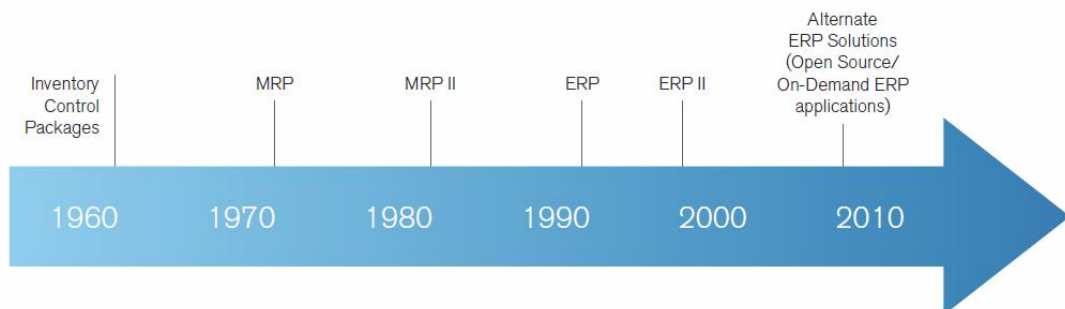 Inventory
Control
Packages
MRP
MRP II
ERP
ERP II
Alternate
ERP Solutions
(Open Source/
On-Demand ERP
applications)
1960
1970
1980
1990
2000
2010